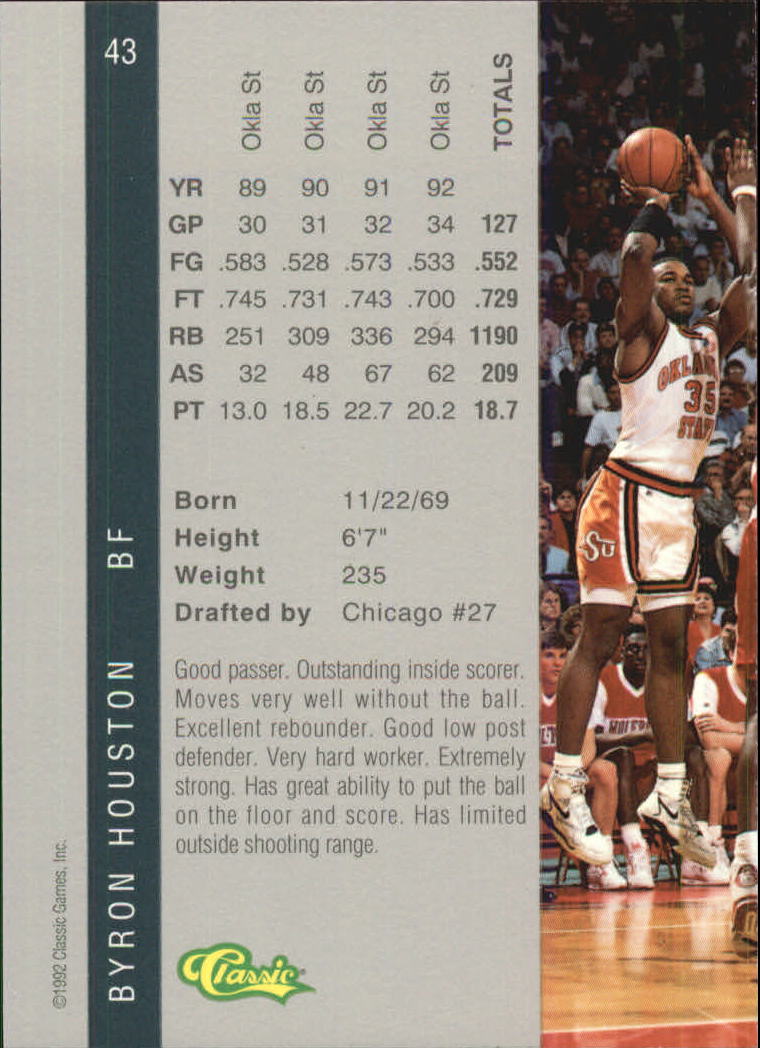 43
Okla St Okla St Okla St Okla St TOTALS
YR 89 90 91 92
GP 30 31 32 34 127
FG .583 .528 .573 .533 .552
FT .745 .731 .743 .700 .729
RB 251 309 336 294 1190
AS 32 48 67 62 209
PT 13.0 18.5 22.7 20.2 18.7
Born 11/22/69
Height 6'7"
Weight 235
Drafted by Chicago #27
Good passer. Outstanding inside scorer.
Moves very well without the ball.
Excellent rebounder. Good low post
defender. Very hard worker. Extremely
strong. Has great ability to put the ball
on the floor and score. Has limited
outside shooting range.
Classic
BYRON HOUSTON BF
©1992 Classic Games, Inc.
35
SU